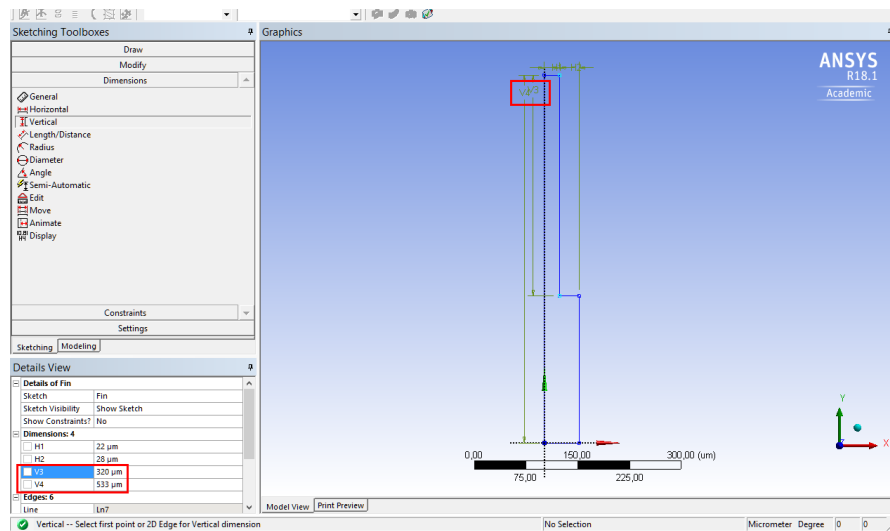 Sketching Toolboxes
Graphics
Draw
Modify
Dimensions
General
Horizontal
Vertical
Length/Distance
Radius
Diameter
Angle
Semi-Automatic
Edit
Move
Animate
Display
Constraints
Settings
Sketching Modeling
Details View
Details of Fin
Sketch Fin
Sketch Visibility Show Sketch
Show Constraints? No
Dimensions: 4
H1 22 µm
H2 28 µm
V3 320 µm
V4 533 µm
Edges: 6
Line Ln7
ANSYS
R18.1
Academic
H2
V3
Y
X
0,00 150,00 300,00 (um)
75,00 225,00
Model View Print Preview
Vertical -- Select first point or 2D Edge for Vertical dimension No Selection Micrometer Degree 0 0